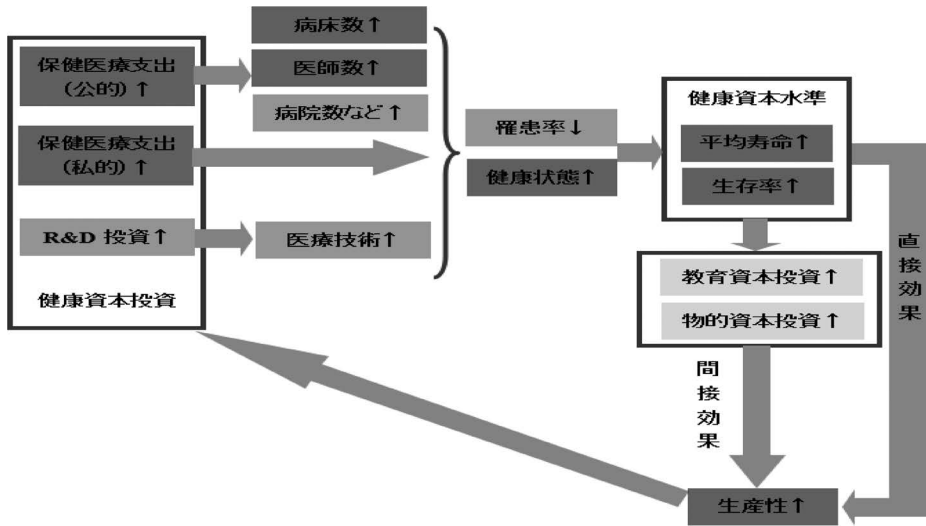 保健医療支出
(公的)↑
保健医療支出
(私的)↑
R&D 投資↑
健康資本投資
病床数↑
医師数↑
病院数など↑
医療技術↑
罹患率↓
健康状態↑
健康資本水準
平均寿命↑
生存率↑
教育資本投資↑
物的資本投資↑
間接効果
直接効果
生産性↑